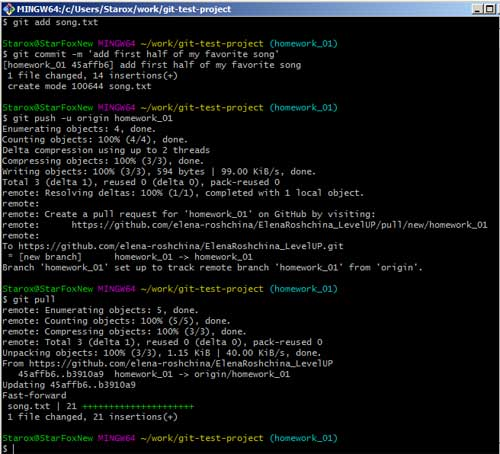 MINGW64:/c/Users/Starox/work/git-test-project
$ git add song.txt
Starox@StarFoxNew MINGW64 ~/work/git-test-project (homework_01)
$ git commit -m 'add first half of my favorite song'
[homework_01 45affb6] add first half of my favorite song
 1 file changed, 14 insertions(+)
 create mode 100644 song.txt
Starox@StarFoxNew MINGW64 ~/work/git-test-project (homework_01)
$ git push -u origin homework_01
Enumerating objects: 4, done.
Counting objects: 100% (4/4), done.
Delta compression using up to 2 threads
Compressing objects: 100% (3/3), done.
Writing objects: 100% (3/3), 594 bytes | 99.00 KiB/s, done.
Total 3 (delta 1), reused 0 (delta 0), pack-reused 0
remote: Resolving deltas: 100% (1/1), completed with 1 local object.
remote:
remote: Create a pull request for 'homework_01' on GitHub by visiting:
remote:      https://github.com/elena-roshchina/ElenaRoshchina_LevelUP/pull/new/homework_01
remote:
To https://github.com/elena-roshchina/ElenaRoshchina_LevelUP.git
 * [new branch]      homework_01 -> homework_01
Branch 'homework_01' set up to track remote branch 'homework_01' from 'origin'.
Starox@StarFoxNew MINGW64 ~/work/git-test-project (homework_01)
$ git pull
remote: Enumerating objects: 5, done.
remote: Counting objects: 100% (5/5), done.
remote: Compressing objects: 100% (3/3), done.
remote: Total 3 (delta 1), reused 0 (delta 0), pack-reused 0
Unpacking objects: 100% (3/3), 1.15 KiB | 40.00 KiB/s, done.
From https://github.com/elena-roshchina/ElenaRoshchina_LevelUP
   45affb6..b3910a9  homework_01 -> origin/homework_01
Updating 45affb6..b3910a9
Fast-forward
 song.txt | 21 +++++++++++++++++++++
 1 file changed, 21 insertions(+)
Starox@StarFoxNew MINGW64 ~/work/git-test-project (homework_01)
$